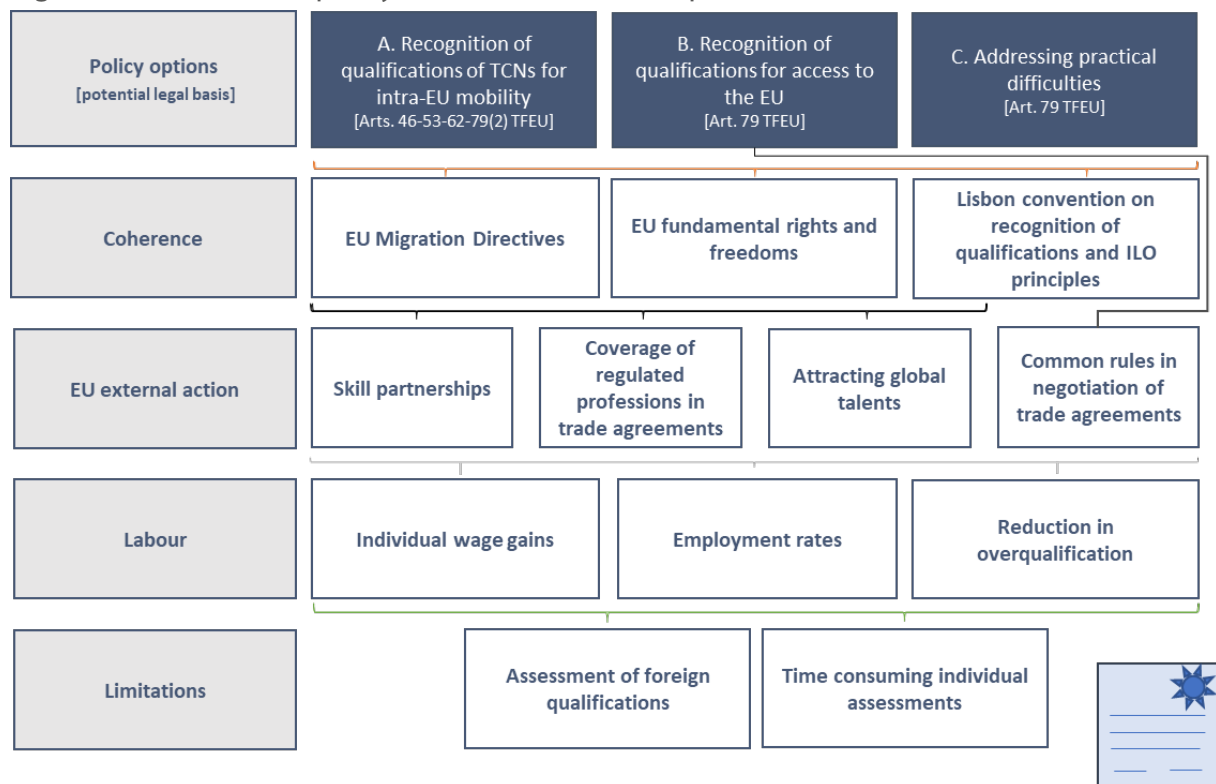 Policy options
[potential legal basis]
A. Recognition of
qualifications of TCNs for
intra-EU mobility
[Arts. 46-53-62-79(2) TFEU]
B. Recognition of
qualifications for access to
the EU
[Art. 79 TFEU]
C. Addressing practical
difficulties
[Art. 79 TFEU]
Coherence
EU Migration Directives
EU fundamental rights and
freedoms
Lisbon convention on
recognition of
qualifications and ILO
principles
EU external action
Skill partnerships
Coverage of
regulated
professions in
trade agreements
Attracting global
talents
Common rules in
negotiation of
trade agreements
Labour
Individual wage gains
Employment rates
Reduction in
overqualification
Limitations
Assessment of foreign
qualifications
Time consuming individual
assessments